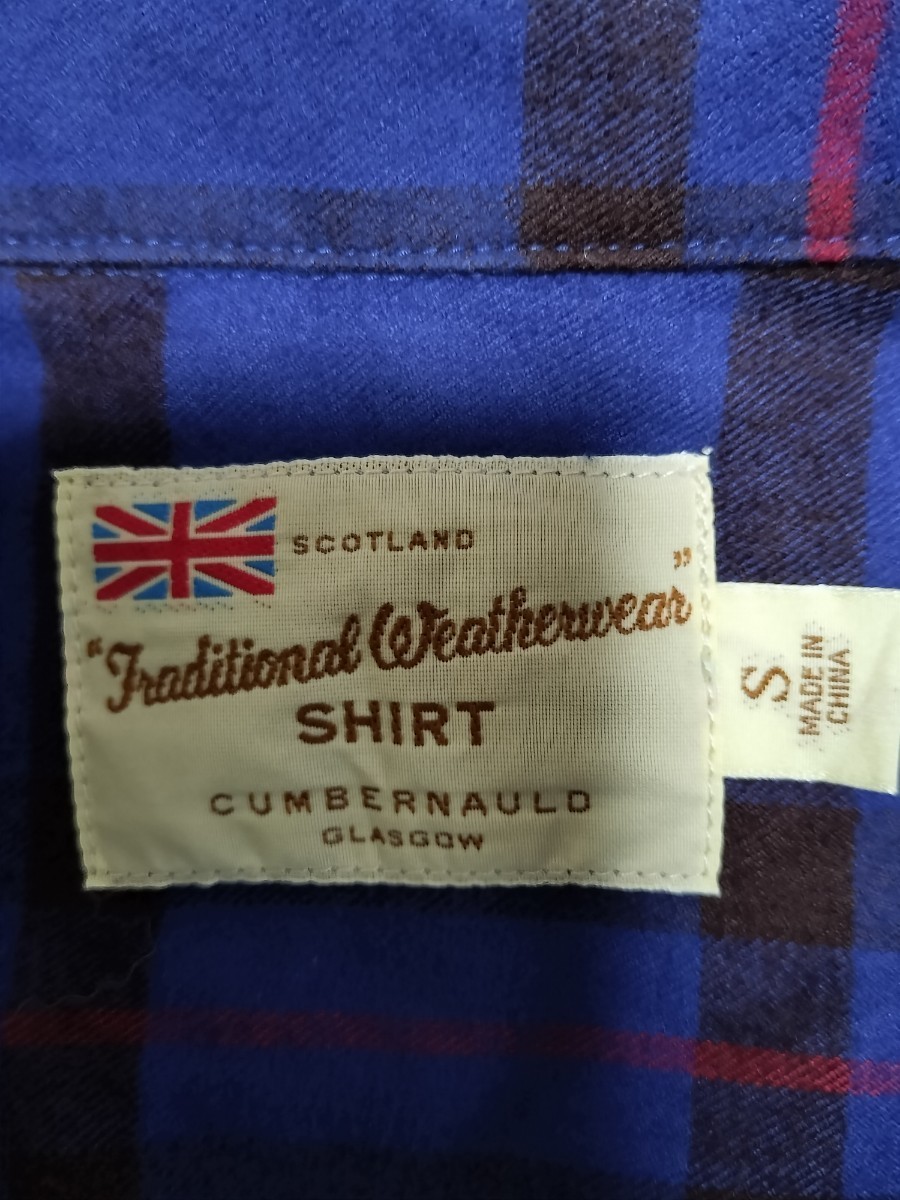 SCOTLAND
“Traditional Weatherwear”
SHIRT
CUMBERNAULD
GLASGOW
S
MADE IN
CHINA